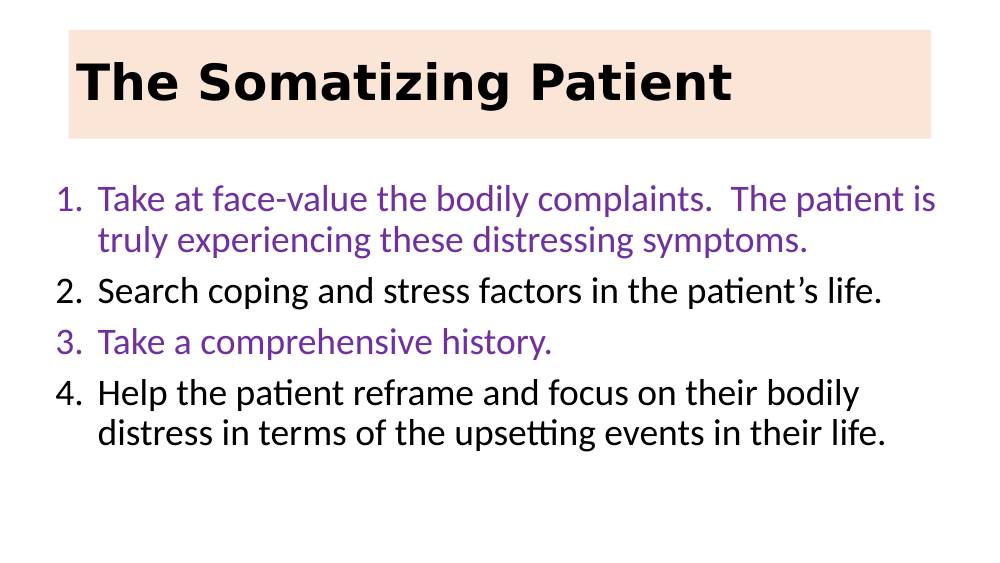 The Somatizing Patient
1. Take at face-value the bodily complaints.  The patient is
truly experiencing these distressing symptoms.
2. Search coping and stress factors in the patient’s life.
3. Take a comprehensive history.
4. Help the patient reframe and focus on their bodily
distress in terms of the upsetting events in their life.